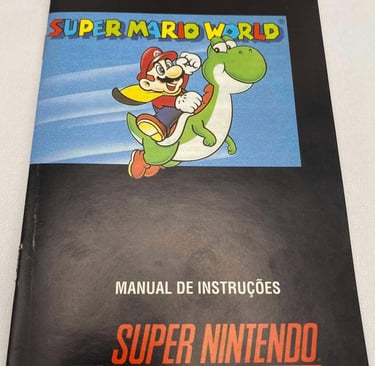 SUPER MARIO WORLD
MANUAL DE INSTRUÇÕES
SUPER NINTENDO